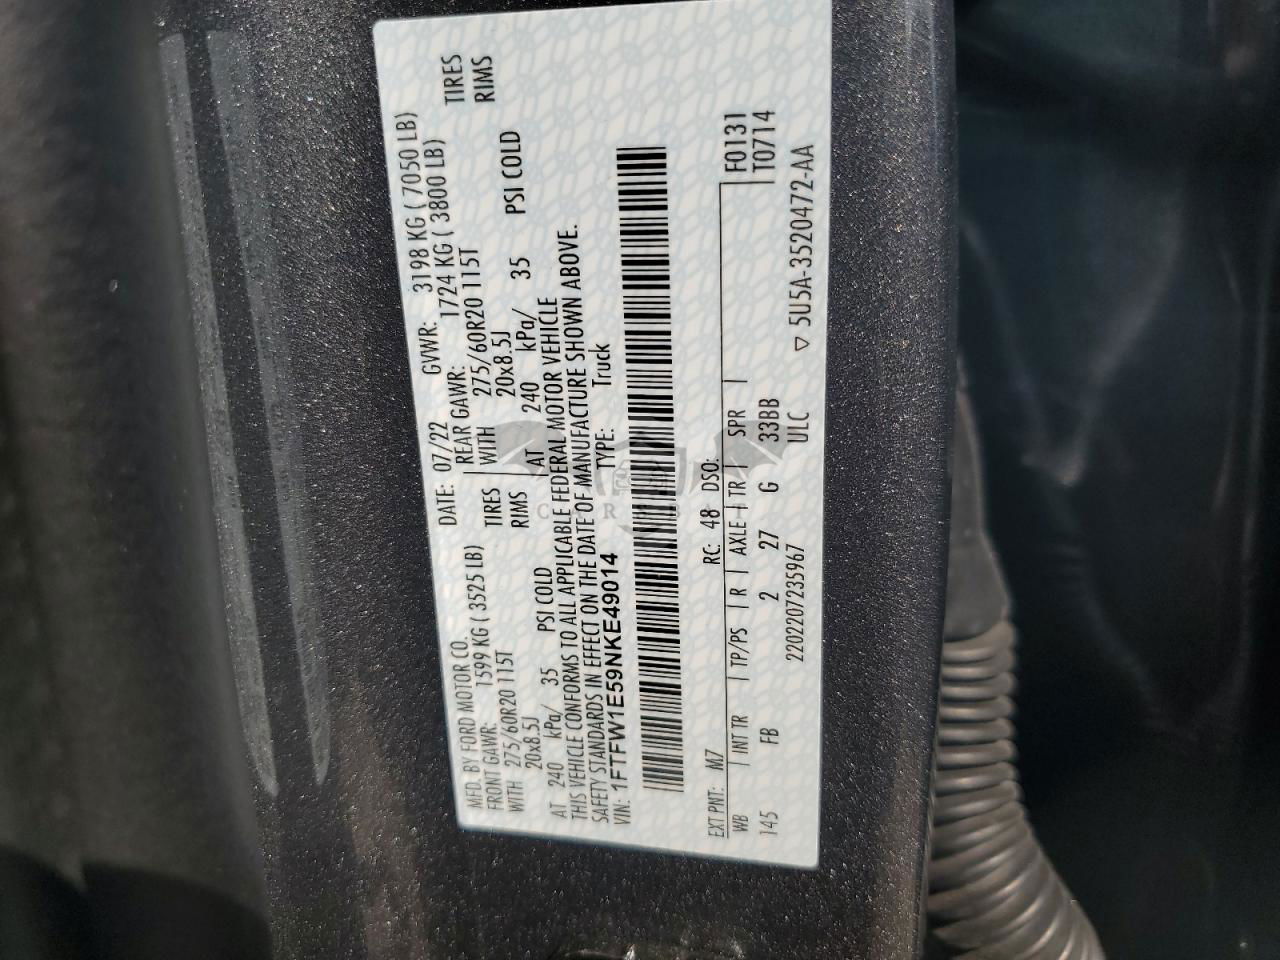 MFD. BY FORD MOTOR CO.
DATE: 07/22 GVWR: 3198 KG ( 7050 LB)
FRONT GAWR: 1599 KG ( 3525 LB) REAR GAWR: 1724 KG ( 3800 LB)
WITH 275/60R20 115T TIRES WITH 275/60R20 115T TIRES
20x8.5J RIMS 20x8.5J RIMS
AT 240 kPa/ 35 PSI COLD AT 240 kPa/ 35 PSI COLD
THIS VEHICLE CONFORMS TO ALL APPLICABLE FEDERAL MOTOR VEHICLE
SAFETY STANDARDS IN EFFECT ON THE DATE OF MANUFACTURE SHOWN ABOVE.
VIN: 1FTFW1E59NKE49014 TYPE: Truck
EXT PNT: M7 RC: 48 DSO: F0131
WB INT TR TP/PS R AXLE TR SPR T0714
145 FB 2 27 G 33BB
220220735967 ULC ▽ 5U5A-3520472-AA